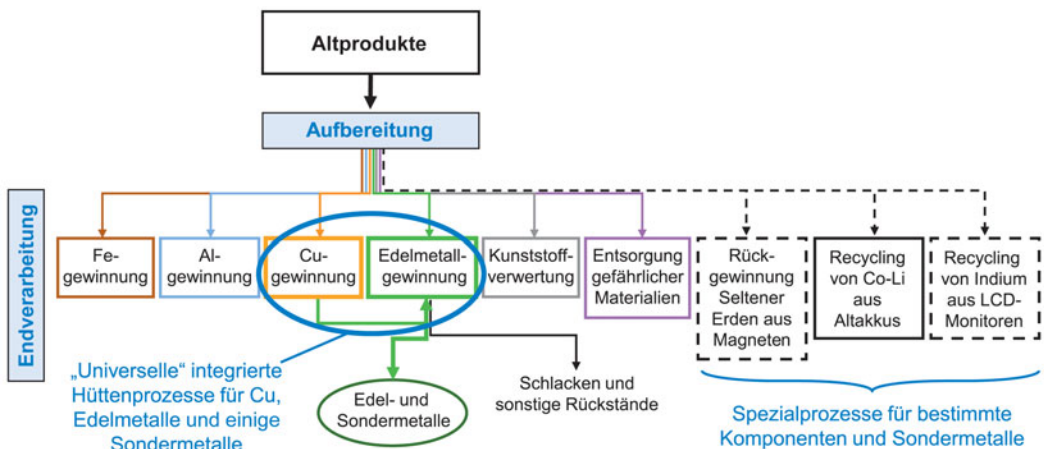 Altprodukte
Aufbereitung
Endverarbeitung
Fe-
gewinnung
Al-
gewinnung
Cu-
gewinnung
Edelmetall-
gewinnung
Kunststoff-
verwertung
Entsorgung
gefährlicher
Materialien
Rück-
gewinnung
Seltener
Erden aus
Magneten
Recycling
von Co-Li
aus
Altakkus
Recycling
von Indium
aus LCD-
Monitoren
„Universelle“ integrierte
Hüttenprozesse für Cu,
Edelmetalle und einige
Sondermetalle
Edel- und
Sondermetalle
Schlacken und
sonstige Rückstände
Spezialprozesse für bestimmte
Komponenten und Sondermetalle